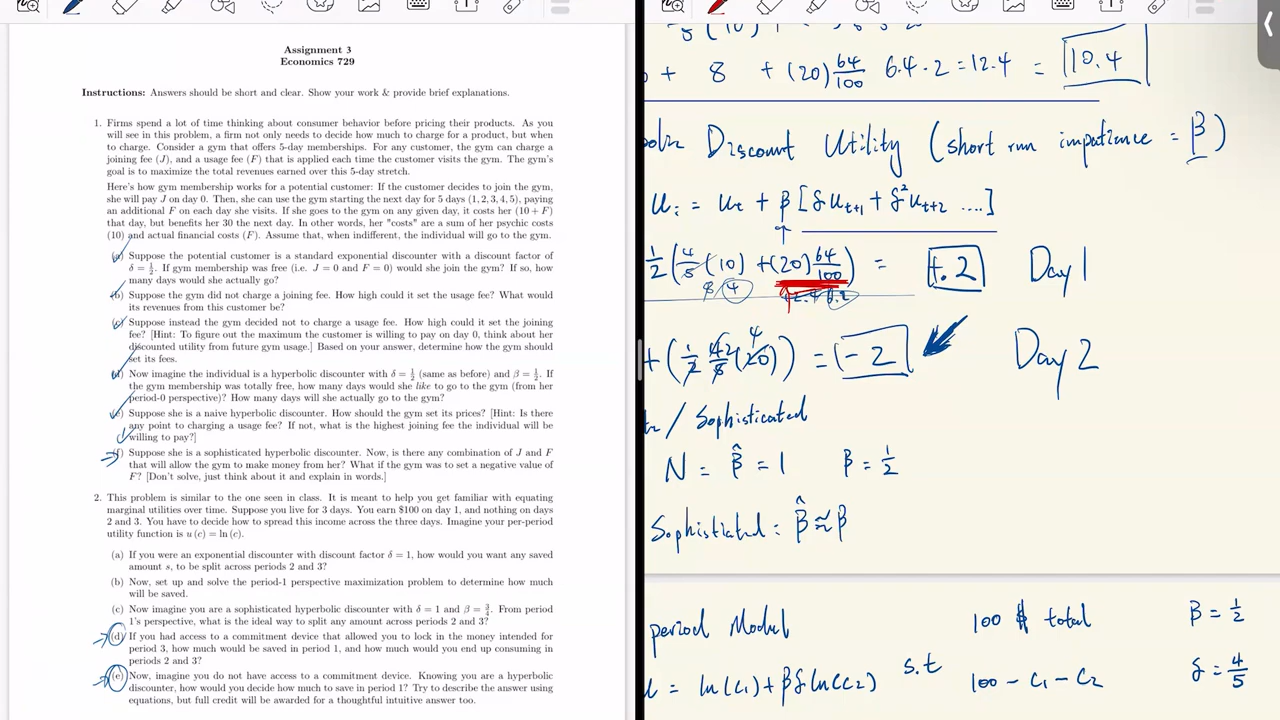 Assignment 3
Economics 729
Instructions: Answers should be short and clear. Show your work & provide brief explanations.
1. Firms spend a lot of time thinking about consumer behavior before pricing their products. As you
will see in this problem, a firm not only needs to decide how much to charge for a product, but when
to charge. Consider a gym that offers 5-day memberships. For any customer, the gym can charge a
joining fee (J), and a usage fee (F) that is applied each time the customer visits the gym. The gym's
goal is to maximize the total revenues earned over this 5-day stretch.
Here's how gym membership works for a potential customer: If the customer decides to join the gym,
she will pay J on day 0. Then, she can use the gym starting the next day for 5 days (1, 2, 3, 4, 5), paying
an additional F on each day she visits. If she goes to the gym on any given day, it costs her (10 + F)
that day, but benefits her 30 the next day. In other words, her "costs" are a sum of her psychic costs
(10) and actual financial costs (F). Assume that, when indifferent, the individual will go to the gym.
(a) Suppose the potential customer is a standard exponential discounter with a discount factor of
δ = 1/2. If gym membership was free (i.e. J = 0 and F = 0) would she join the gym? If so, how
many days would she actually go?
(b) Suppose the gym did not charge a joining fee. How high could it set the usage fee? What would
its revenues from this customer be?
(c) Suppose instead the gym decided not to charge a usage fee. How high could it set the joining
fee? [Hint: To figure out the maximum the customer is willing to pay on day 0, think about her
discounted utility from future gym usage.] Based on your answer, determine how the gym should
set its fees.
(d) Now imagine the individual is a hyperbolic discounter with δ = 1/2 (same as before) and β = 1/2. If
the gym membership was totally free, how many days would she like to go to the gym (from her
period-0 perspective)? How many days will she actually go to the gym?
(e) Suppose she is a naive hyperbolic discounter. How should the gym set its prices? [Hint: Is there
any point to charging a usage fee? If not, what is the highest joining fee the individual will be
willing to pay?]
(f) Suppose she is a sophisticated hyperbolic discounter. Now, is there any combination of J and F
that will allow the gym to make money from her? What if the gym was to set a negative value of
F? [Don't solve, just think about it and explain in words.]
2. This problem is similar to the one seen in class. It is meant to help you get familiar with equating
marginal utilities over time. Suppose you live for 3 days. You earn $100 on day 1, and nothing on days
2 and 3. You have to decide how to spread this income across the three days. Imagine your per-period
utility function is u (c) = ln (c).
(a) If you were an exponential discounter with discount factor δ = 1, how would you want any saved
amount s, to be split across periods 2 and 3?
(b) Now, set up and solve the period-1 perspective maximization problem to determine how much
will be saved.
(c) Now imagine you are a sophisticated hyperbolic discounter with δ = 1 and β = 3/4. From period
1's perspective, what is the ideal way to split any amount across periods 2 and 3?
(d) If you had access to a commitment device that allowed you to lock in the money intended for
period 3, how much would be saved in period 1, and how much would you end up consuming in
periods 2 and 3?
(e) Now, imagine you do not have access to a commitment device. Knowing you are a hyperbolic
discounter, how would you decide how much to save in period 1? Try to describe the answer using
equations, but full credit will be awarded for a thoughtful intuitive answer too.
+ 8 + (20) 64/100 6.4 · 2 = 12.4 = 10.4
Discount Utility (short run impatience = β)
Ui = Ut + β [δUt+1 + δ²Ut+2 ....]
1/2 (4/5 (10) + (20) 64/100) = +.2 Day 1
= -2 Day 2
/ Sophisticated
N = β̂ = 1 β = 1/2
Sophistiated : β̂ ≈ β
period Model 100 $ total β = 1/2
= ln(C1) + βδ ln(C2) s.t 100 - C1 - C2 δ = 4/5